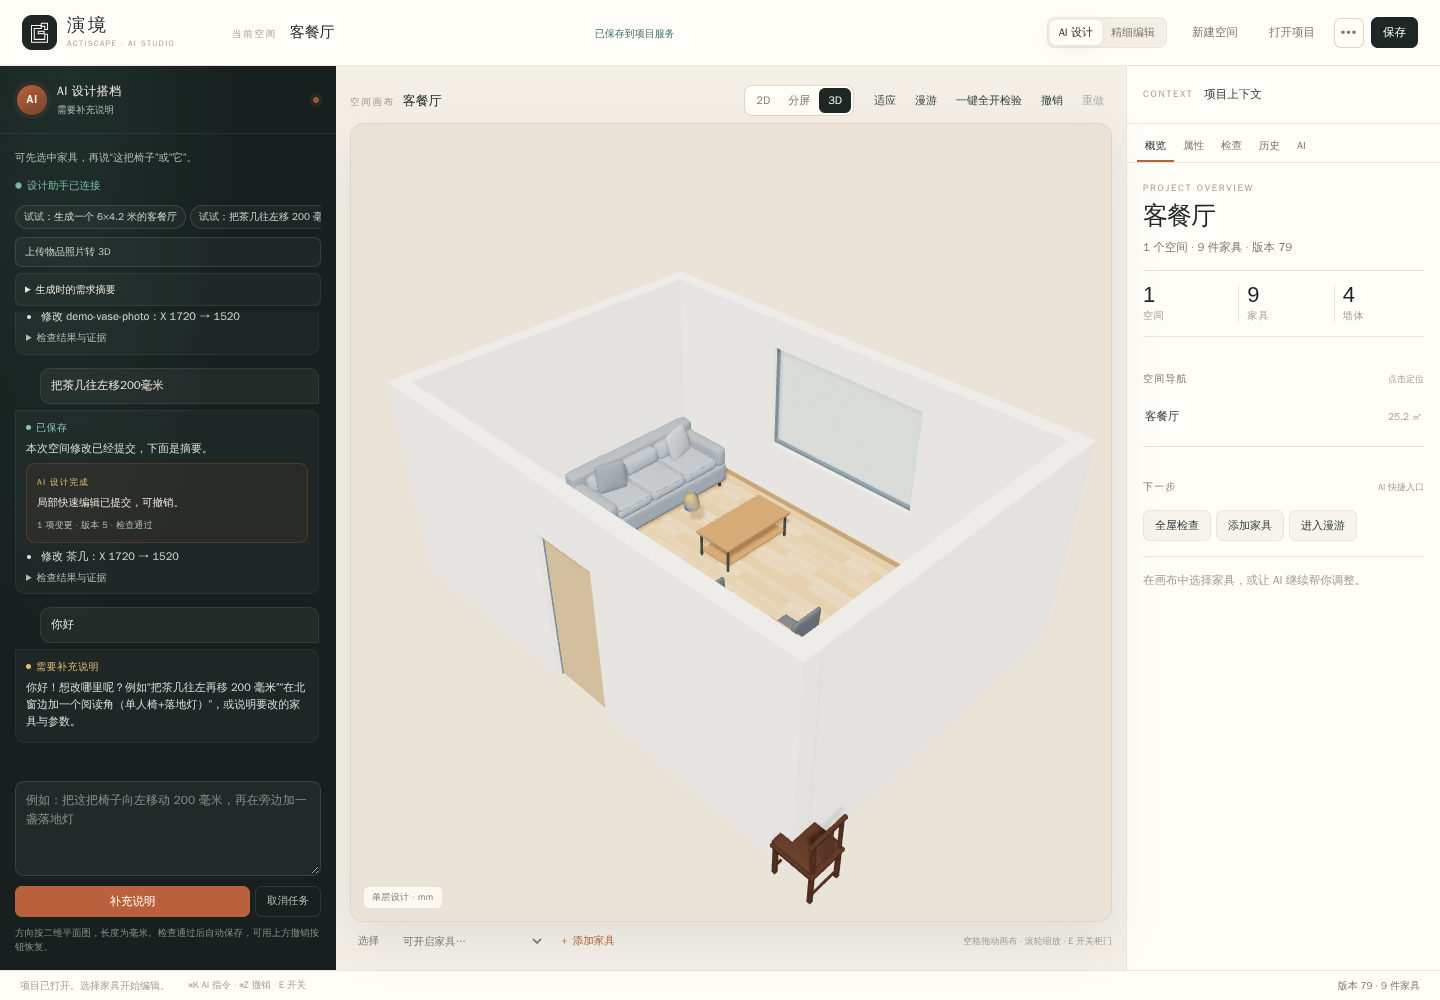 演境
ACTISCAPE · AI STUDIO
当前空间 客餐厅
已保存到项目服务
AI 设计 精细编辑
新建空间
打开项目
•••
保存
AI
AI 设计搭档
需要补充说明
可先选中家具，再说“这把椅子”或“它”。
设计助手已连接
试试：生成一个 6×4.2 米的客餐厅
试试：把茶几往左移 200 毫
上传物品照片转 3D
▶ 生成时的需求摘要
• 修改 demo-vase-photo：X 1720 → 1520
▶ 检查结果与证据
把茶几往左移200毫米
已保存
本次空间修改已经提交，下面是摘要。
AI 设计完成
局部快速编辑已提交，可撤销。
1 项变更 · 版本 5 · 检查通过
• 修改 茶几：X 1720 → 1520
▶ 检查结果与证据
你好
需要补充说明
你好！想改哪里呢？例如“把茶几往左再移 200 毫米”“在北
窗边加一个阅读角（单人椅+落地灯）”，或说明要改的家
具与参数。
例如：把这把椅子向左移动 200 毫米，再在旁边加一
盏落地灯
补充说明
取消任务
方向按二维平面图，长度为毫米。检查通过后自动保存，可用上方撤销按
钮恢复。
空间画布 客餐厅
2D 分屏 3D
适应
漫游
一键全开检验
撤销
重做
单层设计 · mm
选择
可开启家具…
+ 添加家具
空格拖动画布 · 滚轮缩放 · E 开关柜门
CONTEXT 项目上下文
概览 属性 检查 历史 AI
PROJECT OVERVIEW
客餐厅
1 个空间 · 9 件家具 · 版本 79
1 9 4
空间 家具 墙体
空间导航 点击定位
客餐厅 25.2 ㎡
下一步 AI 快捷入口
全屋检查 添加家具 进入漫游
在画布中选择家具，或让 AI 继续帮你调整。
项目已打开。选择家具开始编辑。
⌘K AI 指令 · ⌘Z 撤销 · E 开关
版本 79 · 9 件家具